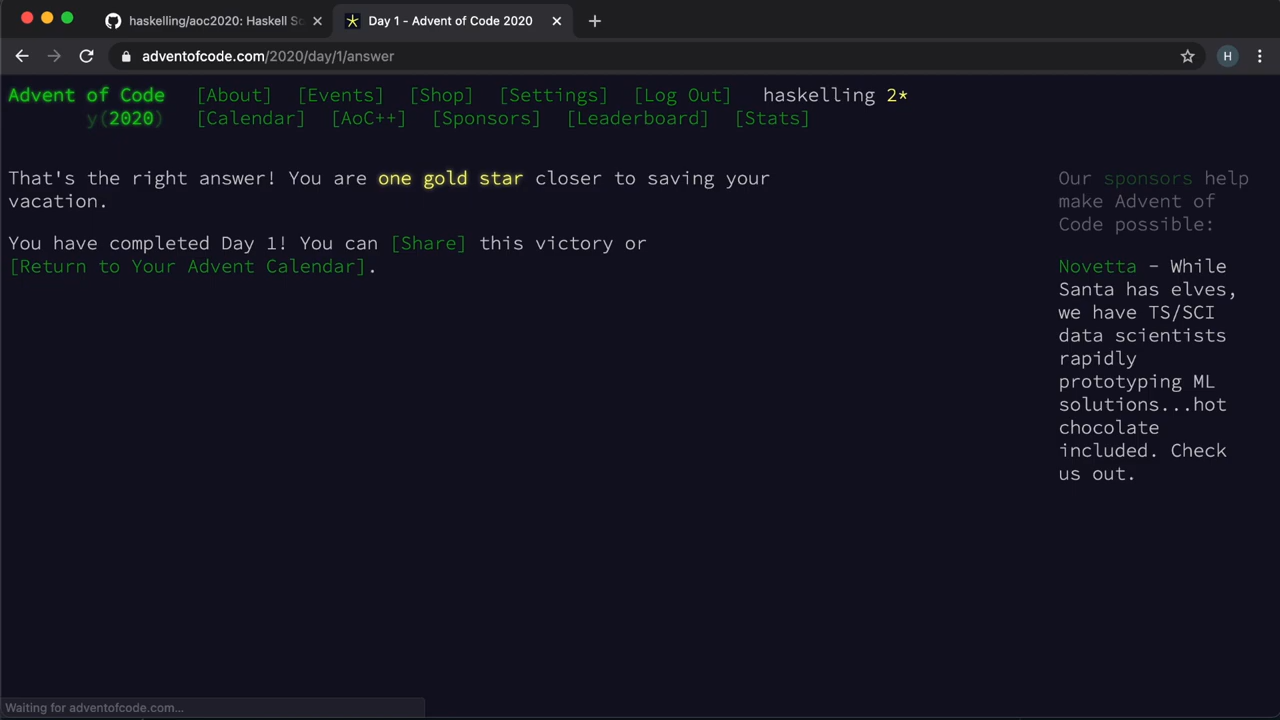 haskelling/aoc2020: Haskell So
Day 1 - Advent of Code 2020
adventofcode.com/2020/day/1/answer
H
Advent of Code [About] [Events] [Shop] [Settings] [Log Out] haskelling 2*
y(2020) [Calendar] [AoC++] [Sponsors] [Leaderboard] [Stats]
That's the right answer! You are one gold star closer to saving your
vacation.
You have completed Day 1! You can [Share] this victory or
[Return to Your Advent Calendar].
Our sponsors help
make Advent of
Code possible:
Novetta - While
Santa has elves,
we have TS/SCI
data scientists
rapidly
prototyping ML
solutions...hot
chocolate
included. Check
us out.
Waiting for adventofcode.com...